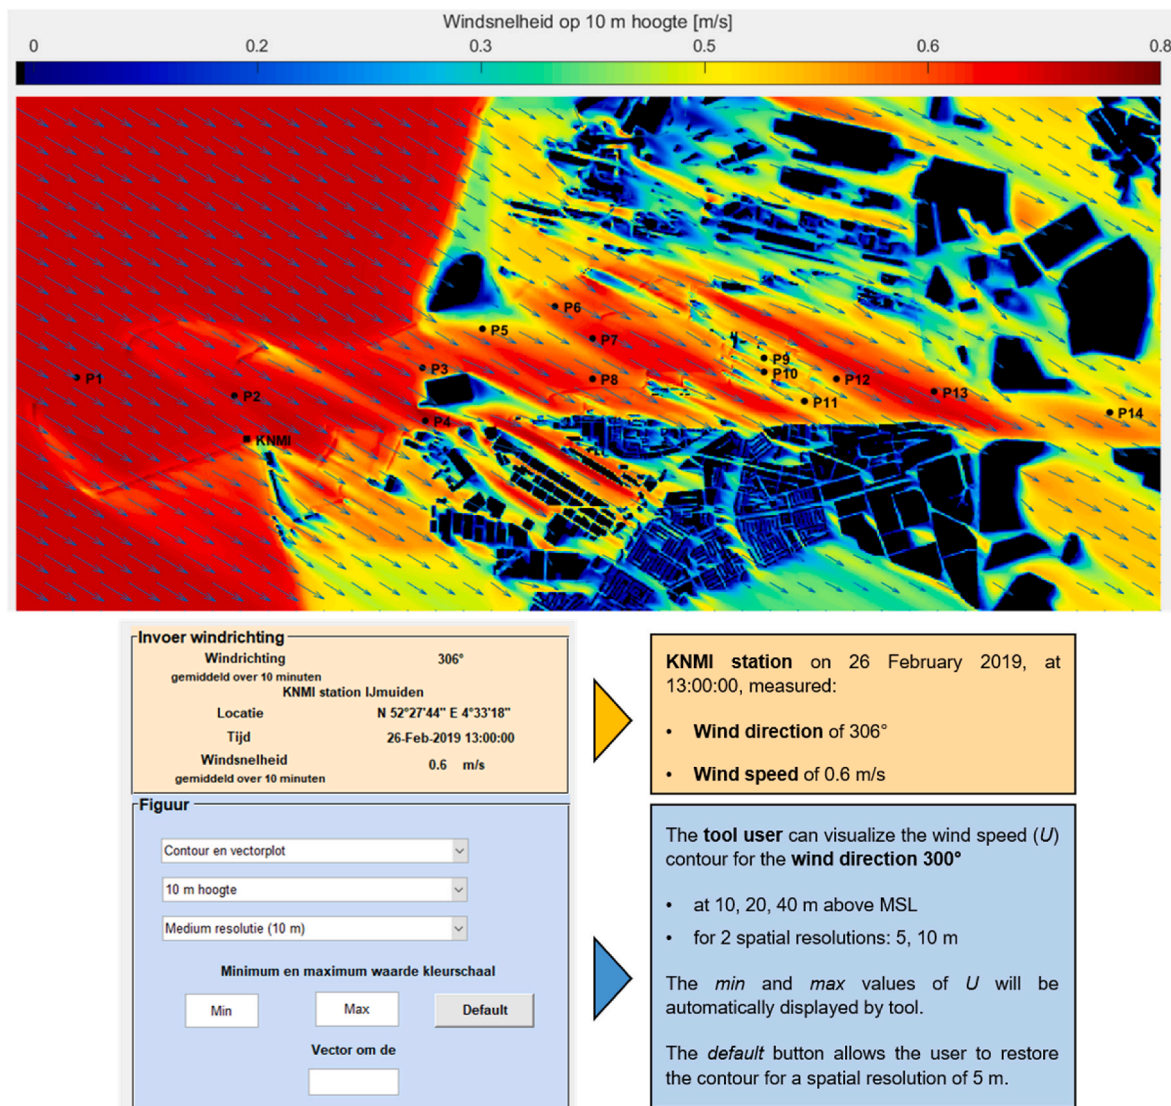 Windsnelheid op 10 m hoogte [m/s]
0 0.2 0.3 0.5 0.6 0.8
P6
P5
P7
P3
P9
P1
P10
P8
P12
P2
P13
P11
P14
P4
KNMI
Invoer windrichting
Windrichting 306°
gemiddeld over 10 minuten
KNMI station IJmuiden
Locatie N 52°27'44" E 4°33'18"
Tijd 26-Feb-2019 13:00:00
Windsnelheid 0.6 m/s
gemiddeld over 10 minuten
KNMI station on 26 February 2019, at
13:00:00, measured:
• Wind direction of 306°
• Wind speed of 0.6 m/s
Figuur
Contour en vectorplot
10 m hoogte
Medium resolutie (10 m)
Minimum en maximum waarde kleurschaal
Min Max Default
Vector om de
The tool user can visualize the wind speed (U)
contour for the wind direction 300°
• at 10, 20, 40 m above MSL
• for 2 spatial resolutions: 5, 10 m
The min and max values of U will be
automatically displayed by tool.
The default button allows the user to restore
the contour for a spatial resolution of 5 m.